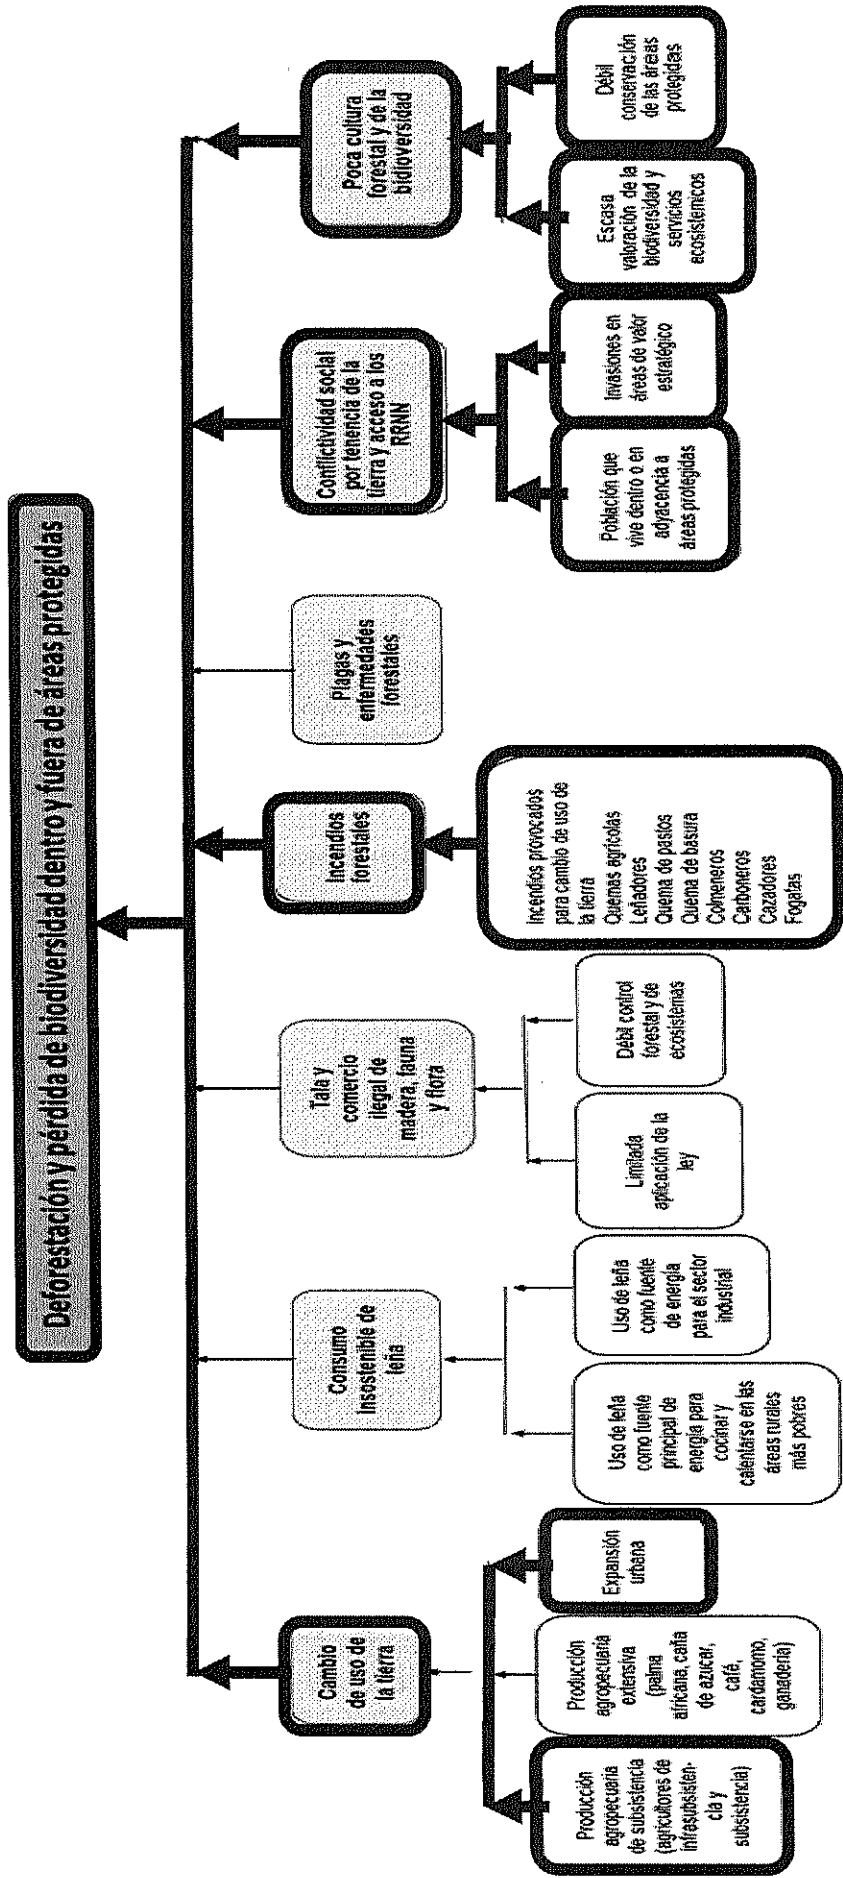 Deforestación y pérdida de biodiversidad dentro y fuera de áreas protegidas
Cambio
de uso de
la tierra
Consumo
insostenible de
leña
Tala y
comercio
ilegal de
madera, fauna
y flora
Incendios
forestales
Plagas y
enfermedades
forestales
Conflictividad social
por tenencia de la
tierra y acceso a los
RRNN
Poca cultura
forestal y de la
bidioversidad
Producción
agropecuaria
de subsistencia
(agricultores de
infresubsisten-
cia y
subsistencia)
Producción
agropecuaria
extensiva
(palma
africana, caña
de azucar,
café,
cardamomo,
ganadería)
Expansión
urbana
Uso de leña
como fuente
principal de
energía para
cocinar y
calentarse en las
áreas rurales
más pobres
Uso de leña
como fuente
de energía
para el sector
industrial
Limitada
aplicación de la
ley
Débil control
forestal y de
ecosistemas
Incendios provocados
para cambio de uso de
la tierra
Quemas agrícolas
Leñadores
Quema de pastos
Quema de basura
Colmeneros
Carboneros
Cazadores
Fogatas
Población que
vive dentro o en
adyacencia a
áreas protegidas
Invasiones en
áreas de valor
estratégico
Escasa
valoración de la
biodiversidad y
servicios
ecosistémicos
Débil
conservación
de las áreas
protegidas